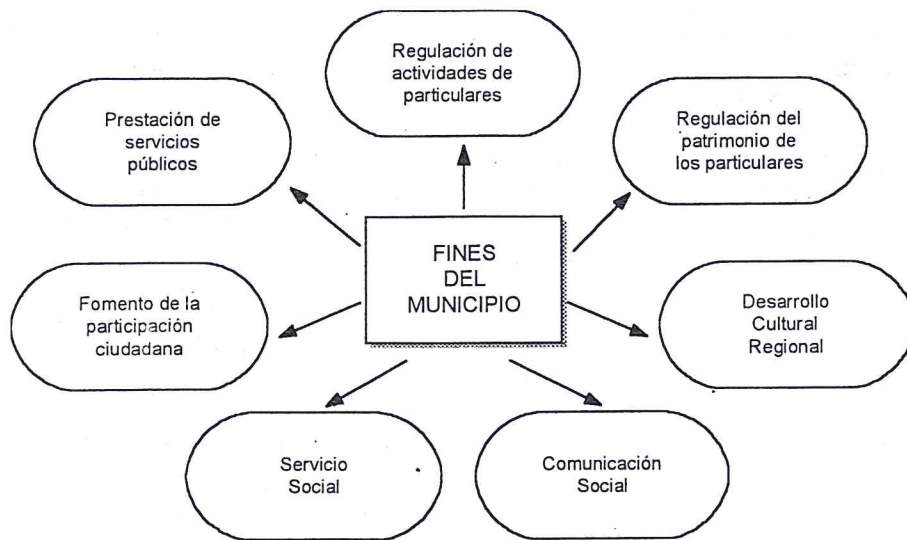 Regulación de
actividades de
particulares
Prestación de
servicios
públicos
Regulación del
patrimonio de
los particulares
FINES
DEL
MUNICIPIO
Fomento de la
participación
ciudadana
Desarrollo
Cultural
Regional
Servicio
Social
Comunicación
Social